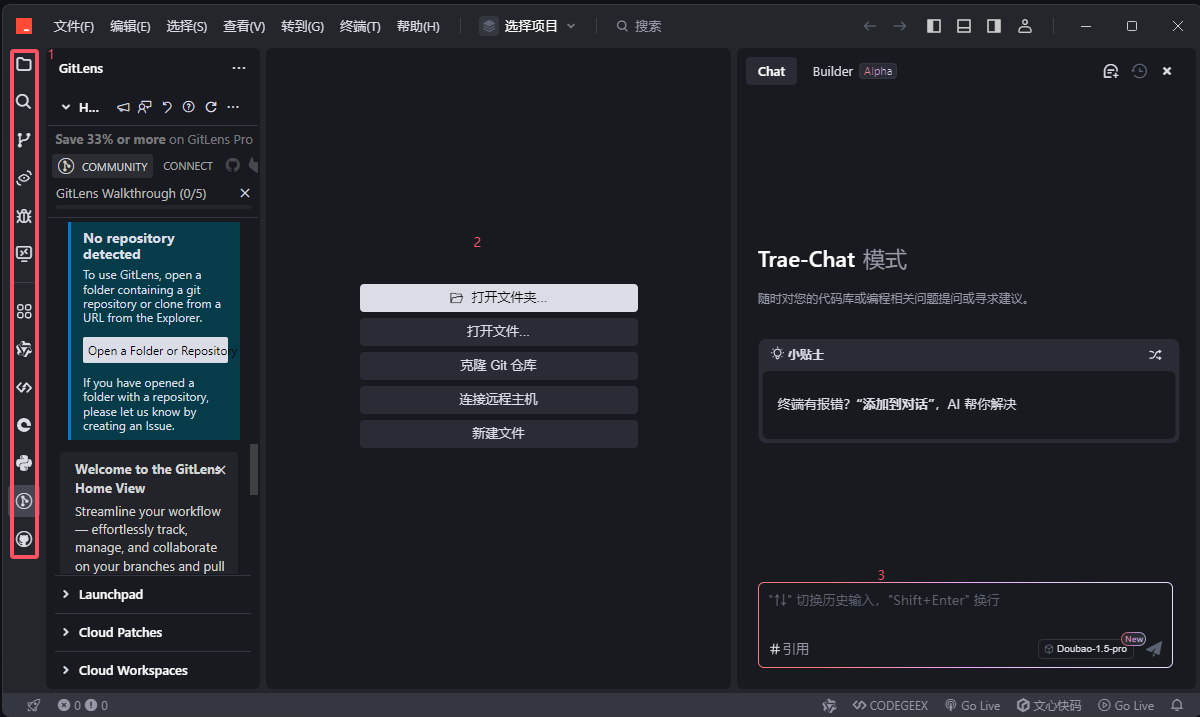 文件(F) 编辑(E) 选择(S) 查看(V) 转到(G) 终端(T) 帮助(H) 选择项目 搜索
1
GitLens
H...
Save 33% or more on GitLens Pro
COMMUNITY CONNECT
GitLens Walkthrough (0/5)
No repository
detected
To use GitLens, open a
folder containing a git
repository or clone from a
URL from the Explorer.
Open a Folder or Repository
If you have opened a
folder with a repository,
please let us know by
creating an Issue.
Welcome to the GitLens
Home View
Streamline your workflow
— effortlessly track,
manage, and collaborate
on your branches and pull
Launchpad
Cloud Patches
Cloud Workspaces
2
打开文件夹...
打开文件...
克隆 Git 仓库
连接远程主机
新建文件
Chat Builder Alpha
Trae-Chat 模式
随时对您的代码库或编程相关问题提问或寻求建议。
小贴士
终端有报错？“添加到对话”，AI 帮你解决
3
"↑↓" 切换历史输入，"Shift+Enter" 换行
New
#引用 Doubao-1.5-pro
0 0 CODEGEEX Go Live 文心快码 Go Live